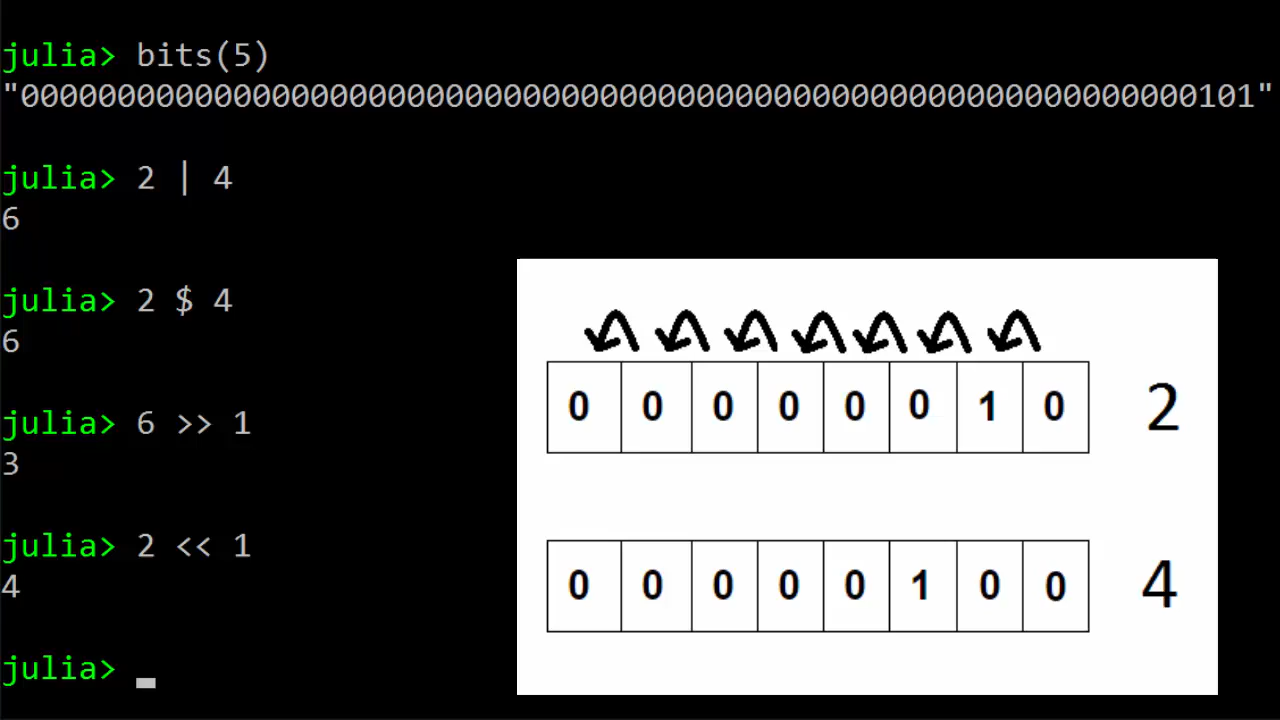 julia> bits(5)
"0000000000000000000000000000000000000000000000000000000000000101"
julia> 2 | 4
6
julia> 2 $ 4
6
julia> 6 >> 1
3
julia> 2 << 1
4
julia>
0 0 0 0 0 0 1 0 2
0 0 0 0 0 1 0 0 4